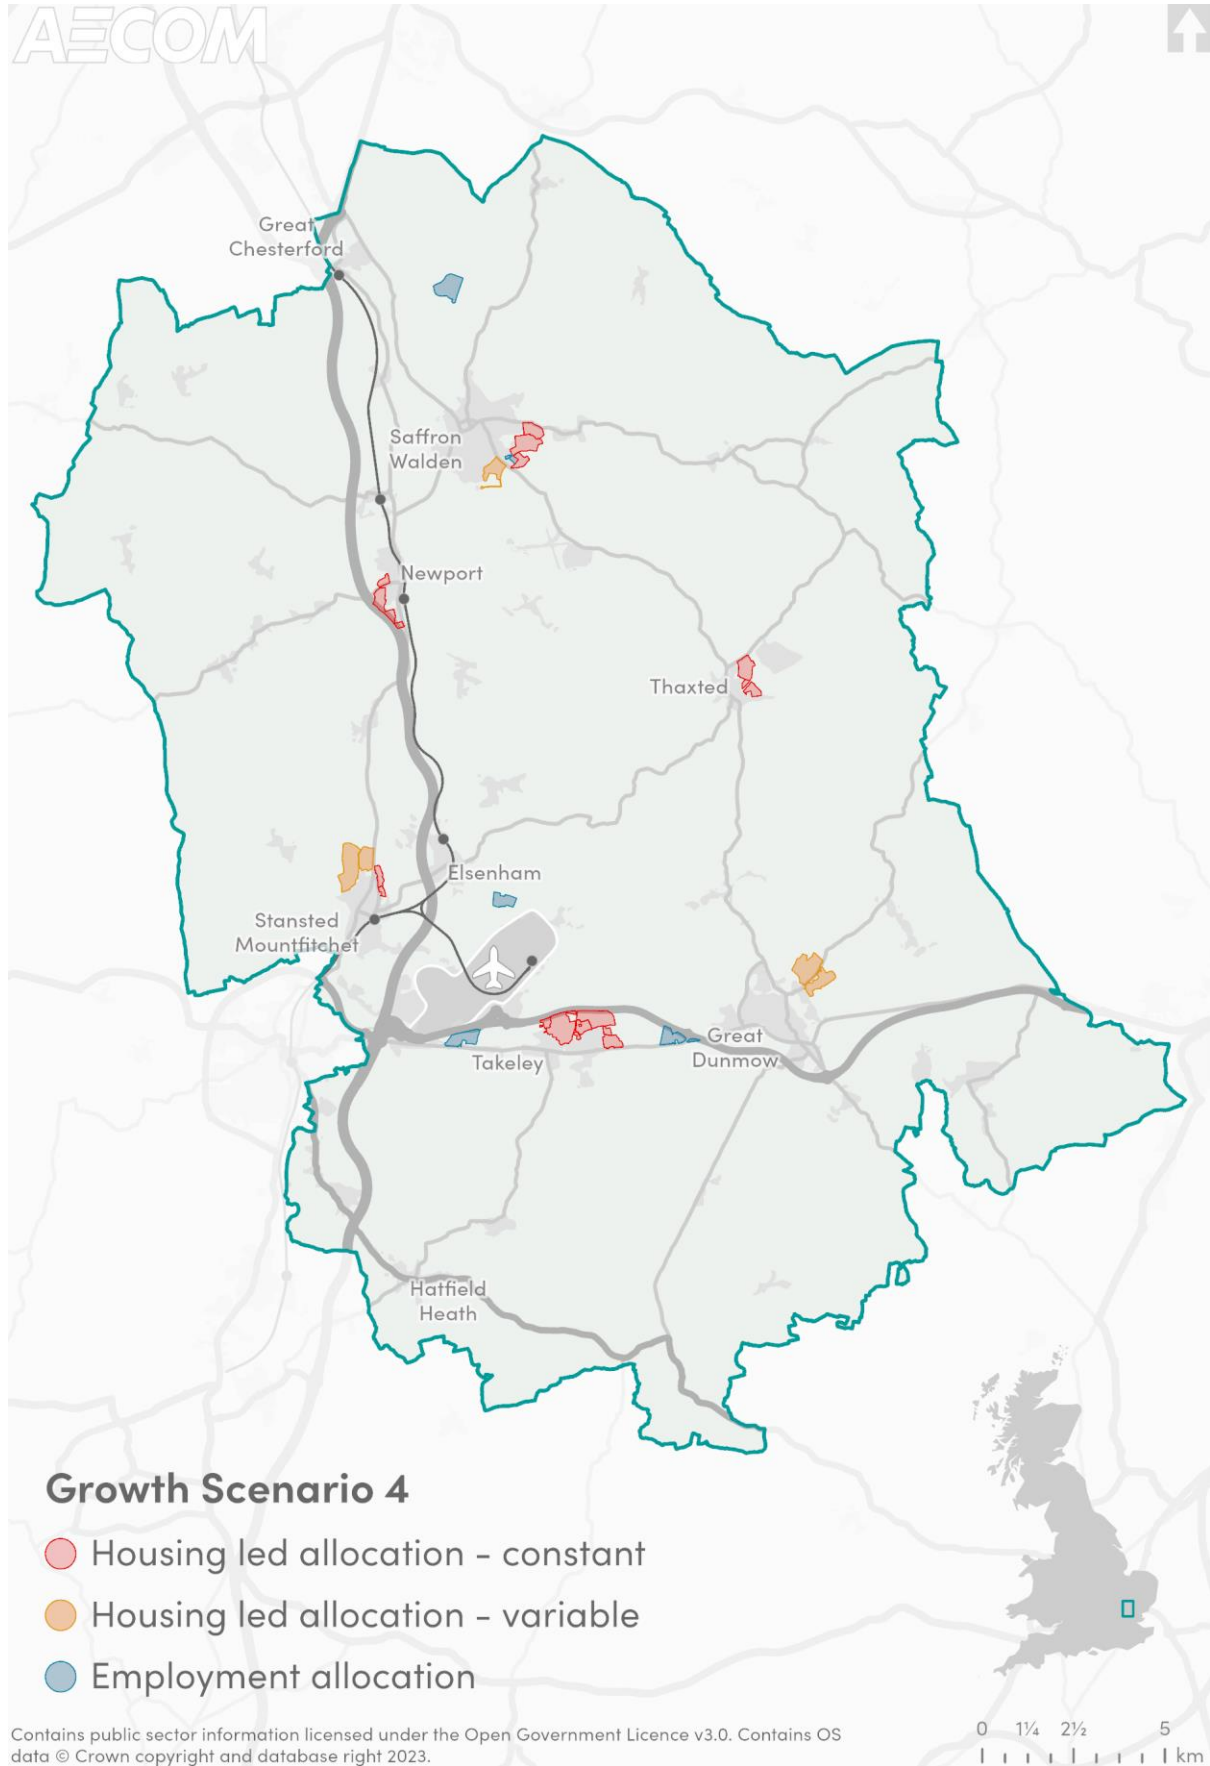 AECOM
Great
Chesterford
Saffron
Walden
Newport
Thaxted
Elsenham
Stansted
Mountfitchet
Great
Dunmow
Takeley
Hatfield
Heath
Growth Scenario 4
Housing led allocation - constant
Housing led allocation - variable
Employment allocation
Contains public sector information licensed under the Open Government Licence v3.0. Contains OS
data © Crown copyright and database right 2023.
0 1¼ 2½ 5
km